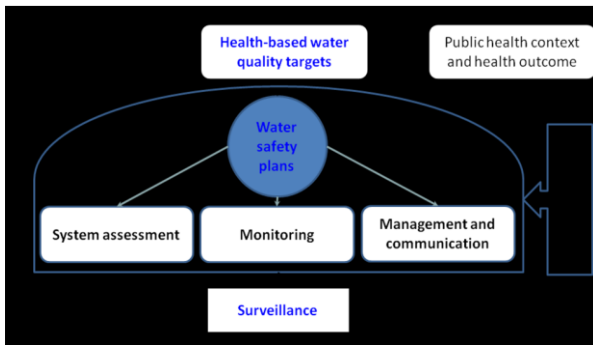 Health-based water
quality targets
Public health context
and health outcome
Water
safety
plans
System assessment
Monitoring
Management and
communication
Surveillance